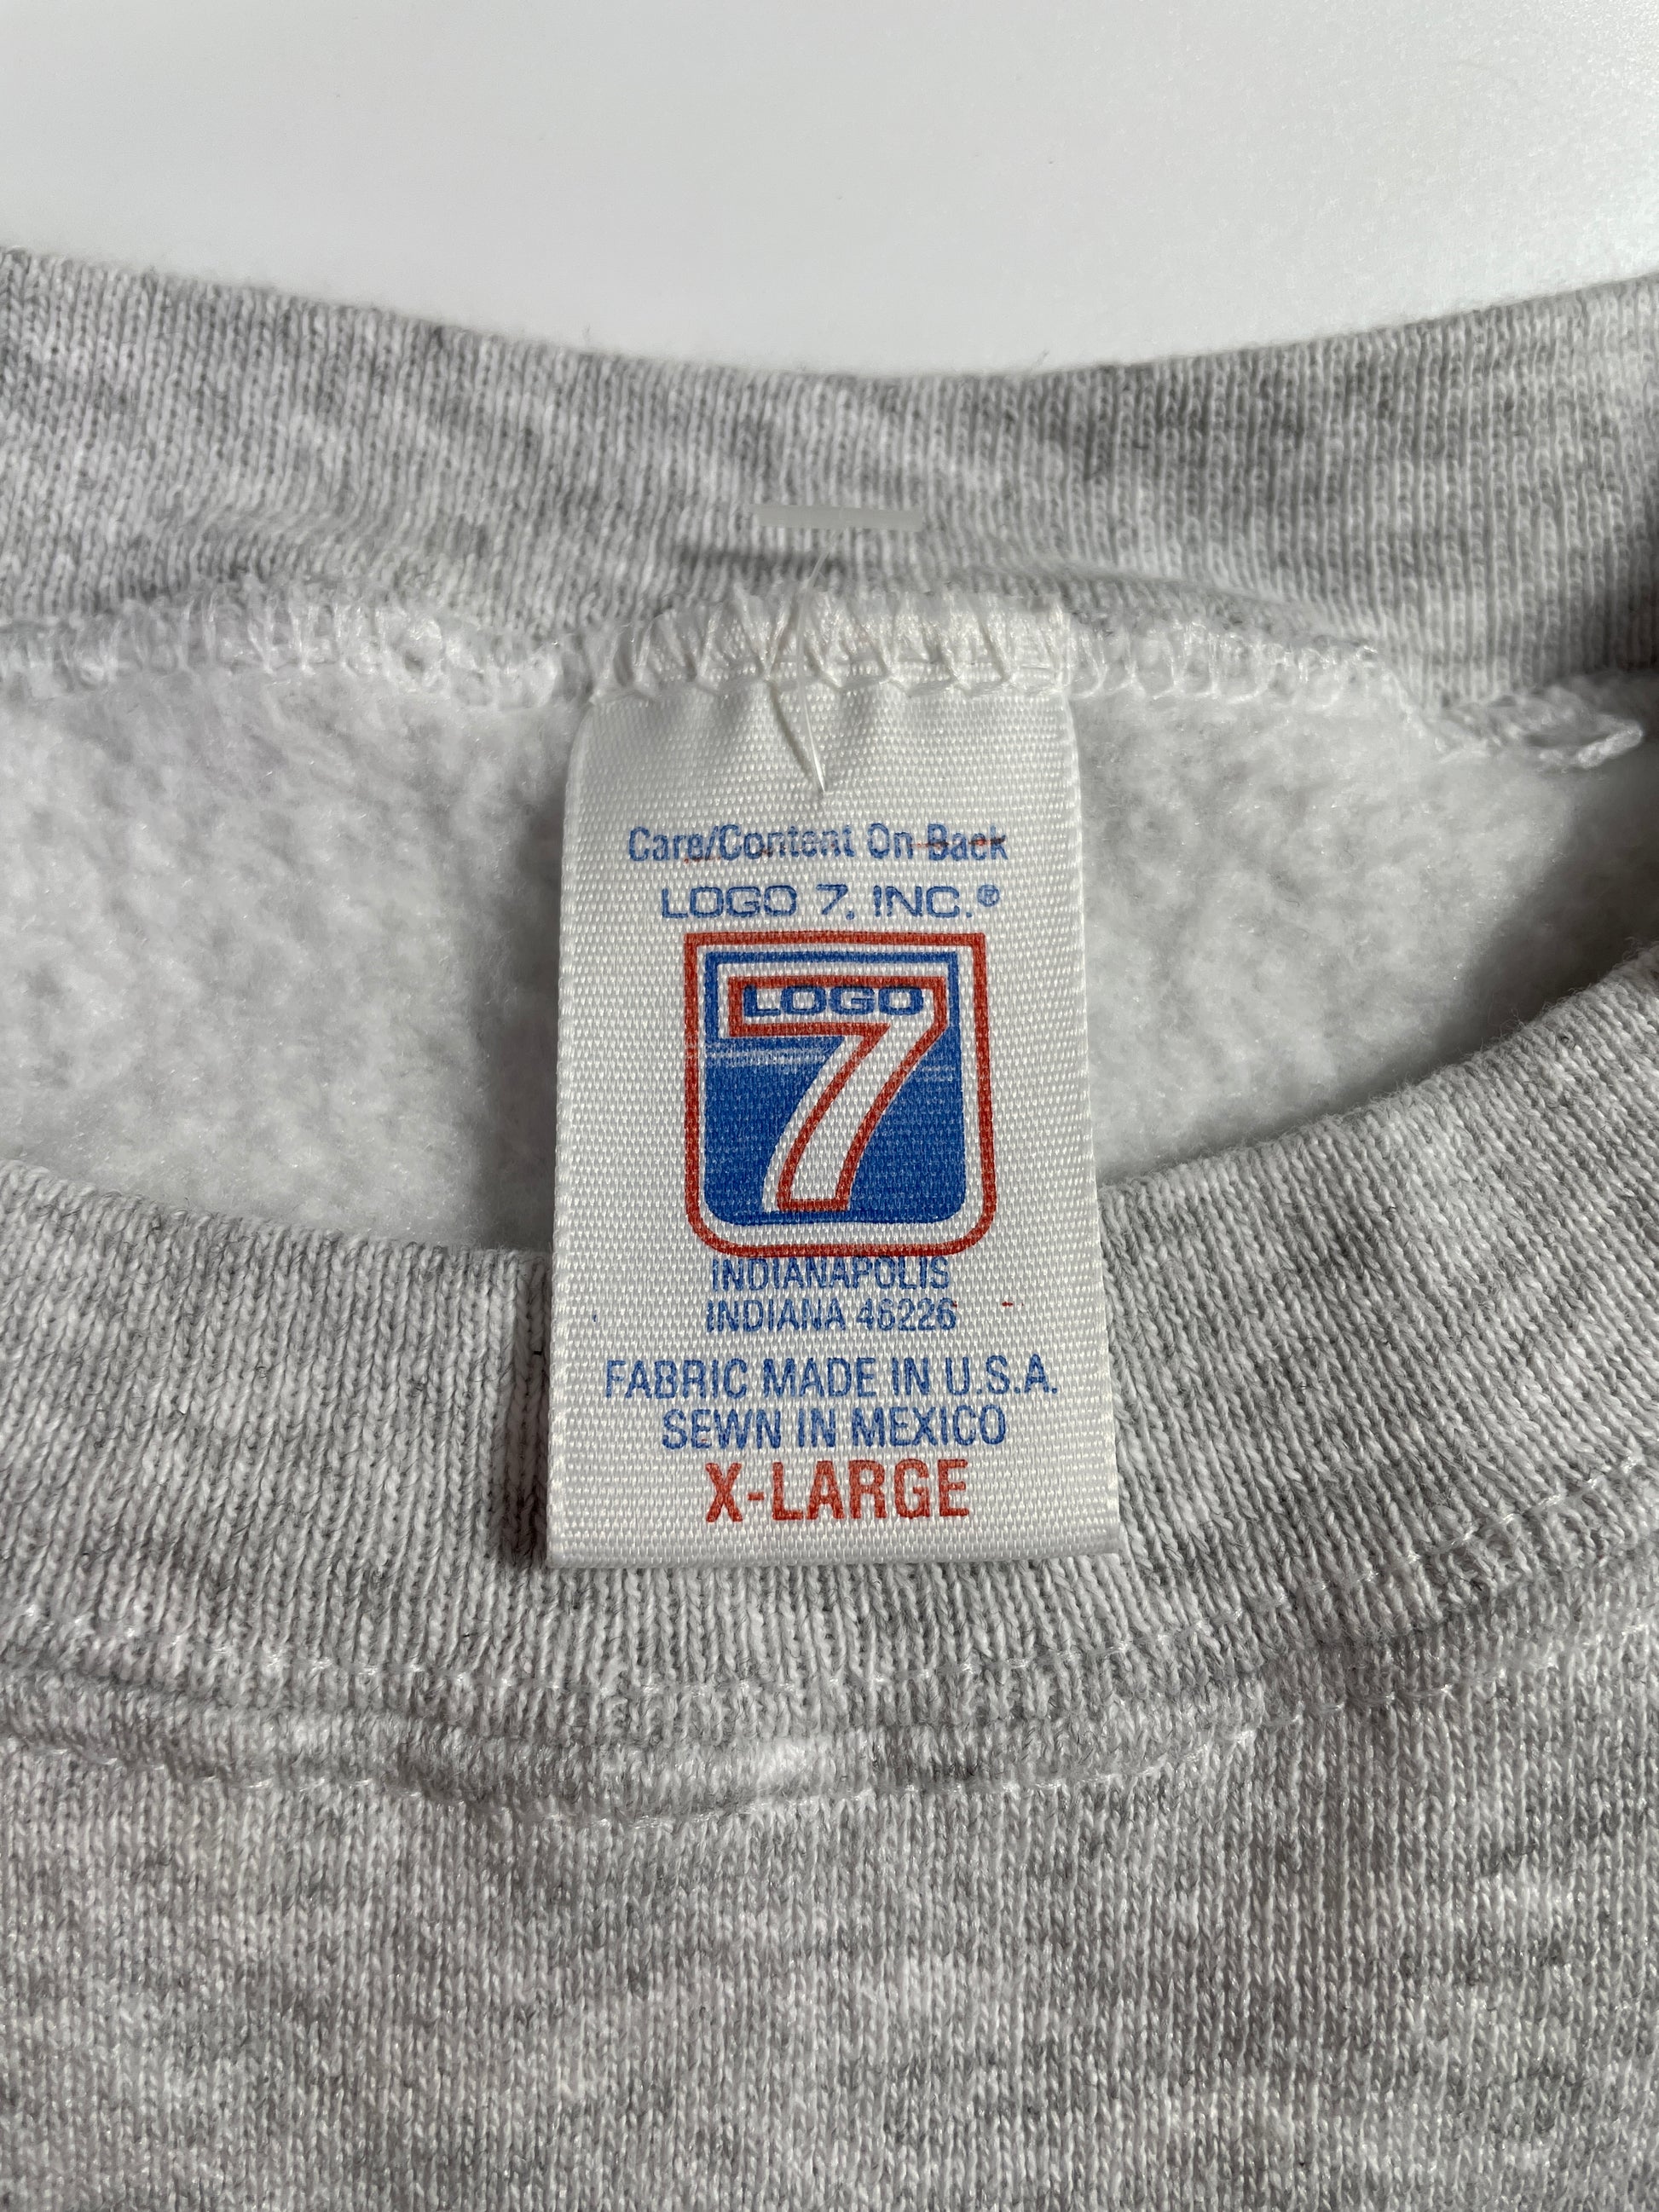 Care/Content On Back
LOGO 7, INC.®
LOGO
7
INDIANAPOLIS
INDIANA 46226
FABRIC MADE IN U.S.A.
SEWN IN MEXICO
X-LARGE